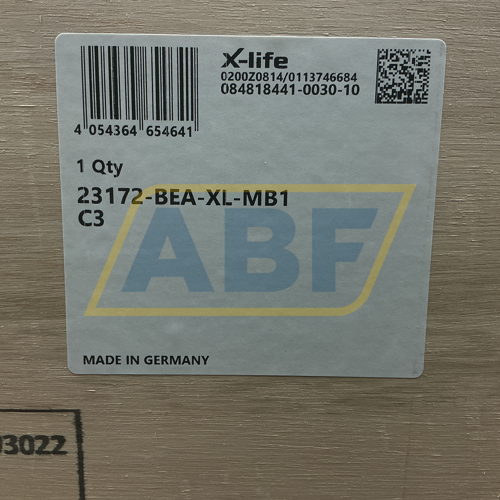 X-life
0200Z0814/0113746684
084818441-0030-10
4 054364 654641
1 Qty
23172-BEA-XL-MB1
C3
ABF
MADE IN GERMANY
03022